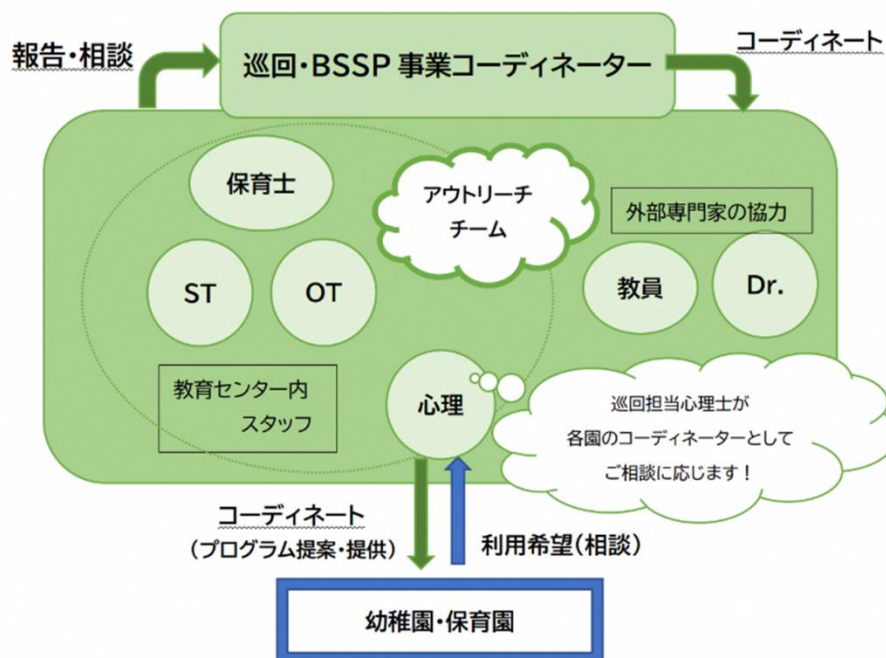 報告・相談
巡回・BSSP 事業コーディネーター
コーディネート
保育士
アウトリーチ
チーム
外部専門家の協力
ST
OT
教員
Dr.
教育センター内
スタッフ
心理
巡回担当心理士が
各園のコーディネーターとして
ご相談に応じます！
コーディネート
（プログラム提案・提供）
利用希望（相談）
幼稚園・保育園